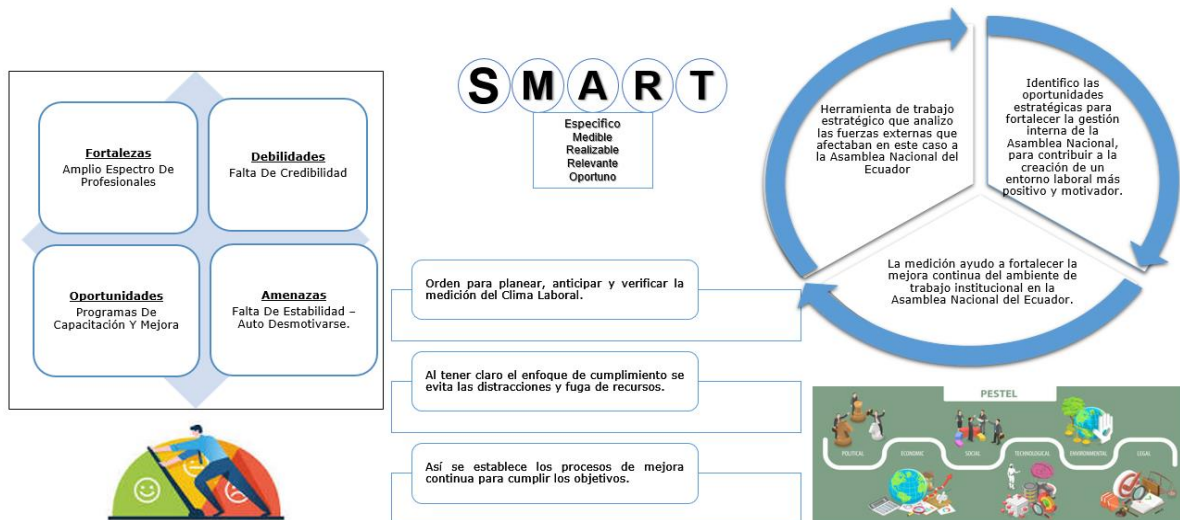 Fortalezas
Amplio Espectro De
Profesionales
Debilidades
Falta De Credibilidad
Oportunidades
Programas De
Capacitación Y Mejora
Amenazas
Falta De Estabilidad –
Auto Desmotivarse.
SMART
Especifico
Medible
Realizable
Relevante
Oportuno
Orden para planear, anticipar y verificar la
medición del Clima Laboral.
Al tener claro el enfoque de cumplimiento se
evita las distracciones y fuga de recursos.
Así se establece los procesos de mejora
continua para cumplir los objetivos.
Herramienta de trabajo
estratégico que analizo
las fuerzas externas que
afectaban en este caso a
la Asamblea Nacional del
Ecuador
Identifico las
oportunidades
estratégicas para
fortalecer la gestión
interna de la
Asamblea Nacional,
para contribuir a la
creación de un
entorno laboral más
positivo y motivador.
La medición ayudo a fortalecer la
mejora continua del ambiente de
trabajo institucional en la
Asamblea Nacional del Ecuador.
PESTEL
POLITICAL
ECONOMIC
SOCIAL
TECHNOLOGICAL
ENVIRONMENTAL
LEGAL